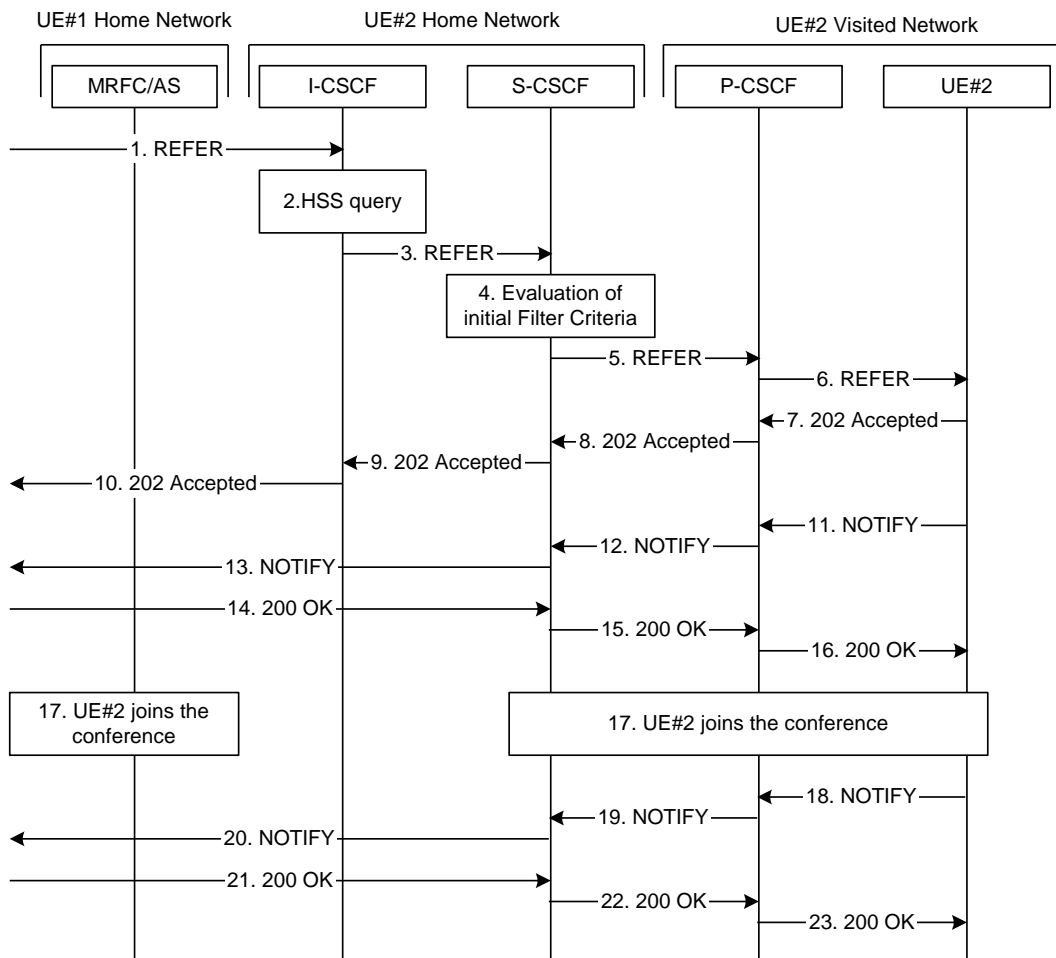 UE#1 Home Network
UE#2 Home Network
UE#2 Visited Network
MRFC/AS
I-CSCF
S-CSCF
P-CSCF
UE#2
1. REFER
2.HSS query
3. REFER
4. Evaluation of
initial Filter Criteria
5. REFER
6. REFER
7. 202 Accepted
8. 202 Accepted
9. 202 Accepted
10. 202 Accepted
11. NOTIFY
12. NOTIFY
13. NOTIFY
14. 200 OK
15. 200 OK
16. 200 OK
17. UE#2 joins the
conference
17. UE#2 joins the conference
18. NOTIFY
19. NOTIFY
20. NOTIFY
21. 200 OK
22. 200 OK
23. 200 OK